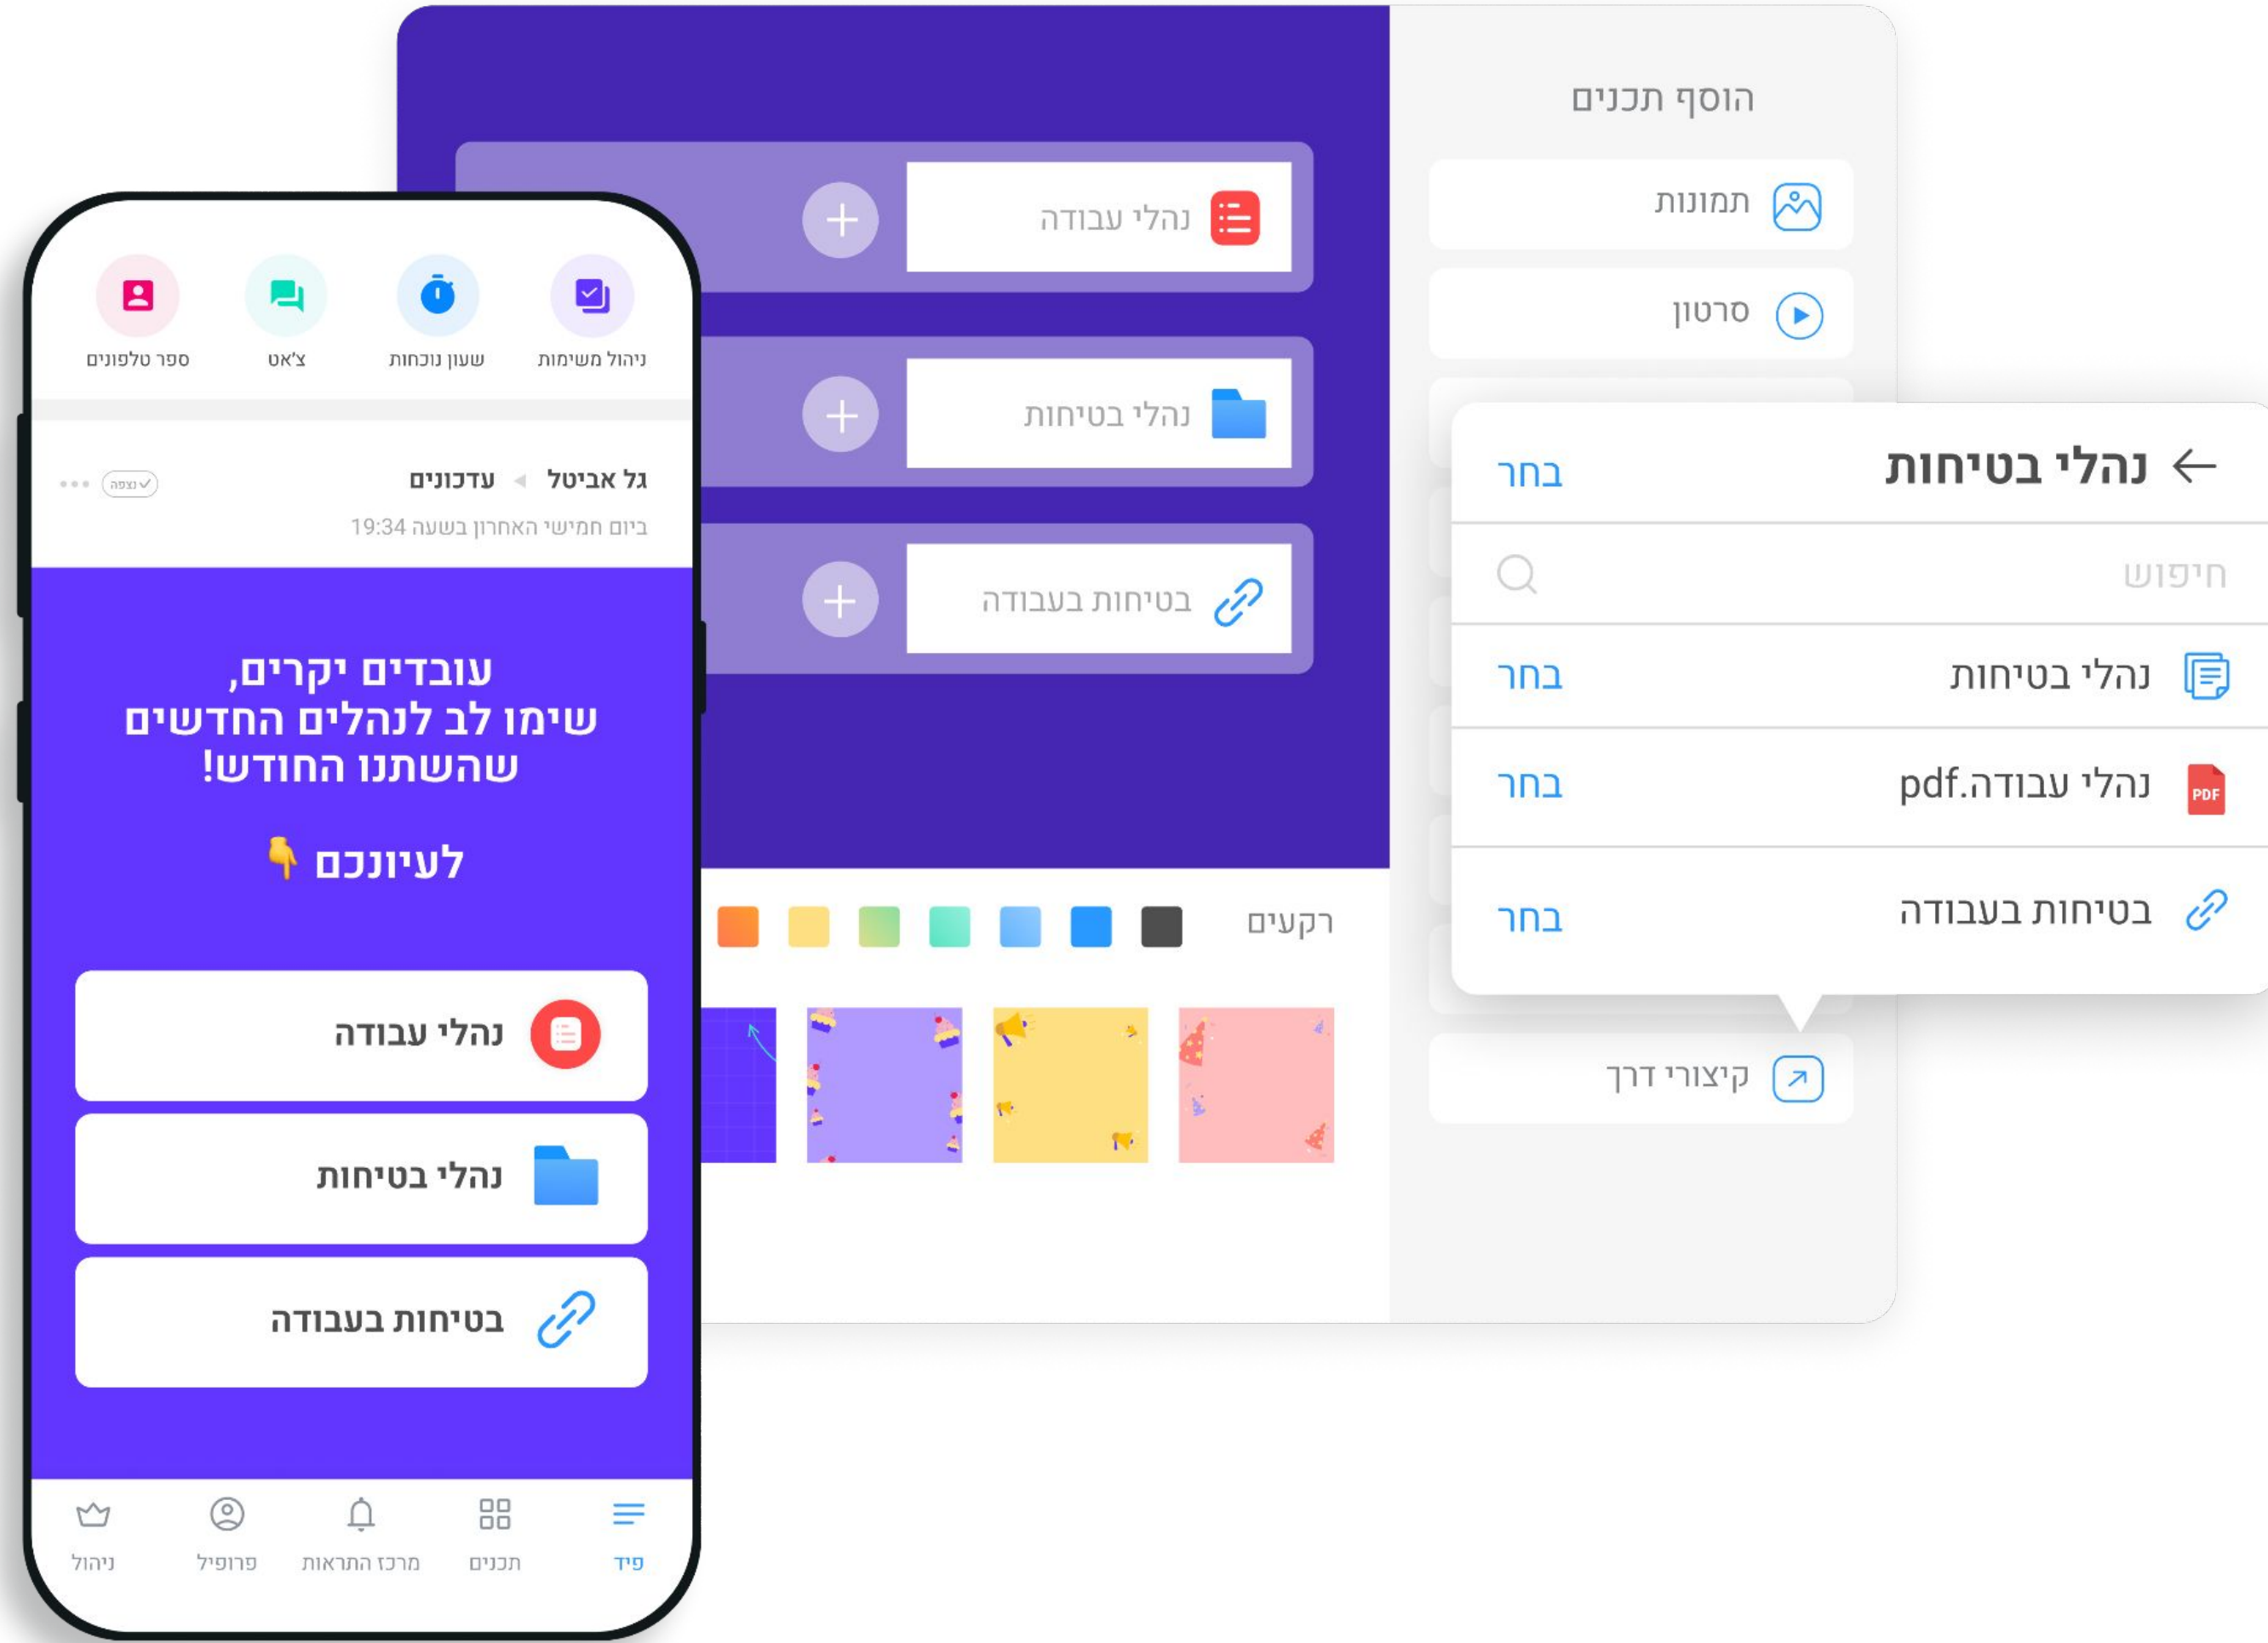 הוסף תכנים
תמונות
סרטון
קיצורי דרך
נהלי בטיחות
בחר
חיפוש
נהלי בטיחות
בחר
נהלי עבודה.pdf
PDF
בחר
בטיחות בעבודה
בחר
נהלי עבודה
נהלי בטיחות
בטיחות בעבודה
רקעים
ניהול משימות
שעון נוכחות
צ'אט
ספר טלפונים
גל אביטל ◀ עדכונים
נצפה
ביום חמישי האחרון בשעה 19:34
עובדים יקרים,
שימו לב לנהלים החדשים
שהשתנו החודש!
לעיונכם 👇
נהלי עבודה
נהלי בטיחות
בטיחות בעבודה
פיד
תכנים
מרכז התראות
פרופיל
ניהול